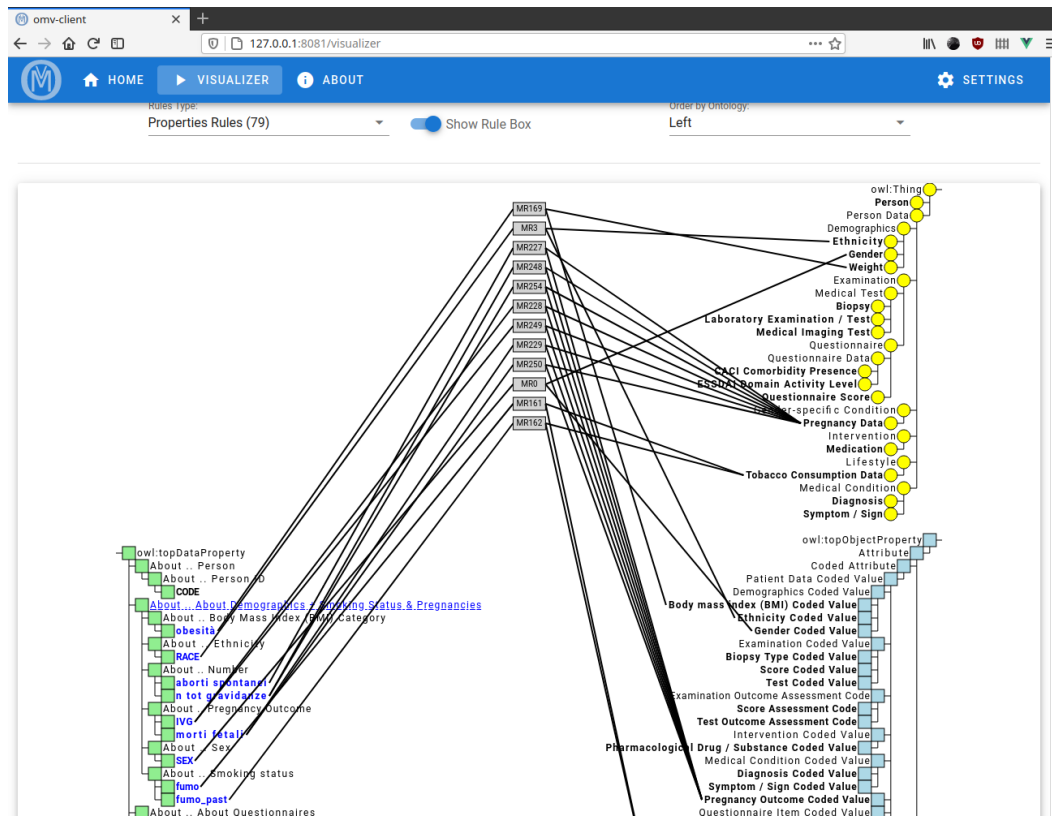 omv-client
127.0.0.1:8081/visualizer
HOME
VISUALIZER
ABOUT
SETTINGS
Rules Type:
Properties Rules (79)
Show Rule Box
Order by Ontology:
Left
MR169
MR3
MR227
MR248
MR254
MR228
MR249
MR229
MR250
MR0
MR161
MR162
owl:Thing
Person
Person Data
Demographics
Ethnicity
Gender
Weight
Examination
Medical Test
Biopsy
Laboratory Examination / Test
Medical Imaging Test
Questionnaire
Questionnaire Data
CACI Comorbidity Presence
ESSDAI Domain Activity Level
Questionnaire Score
Gender-specific Condition
Pregnancy Data
Intervention
Medication
Lifestyle
Tobacco Consumption Data
Medical Condition
Diagnosis
Symptom / Sign
owl:topDataProperty
About .. Person
About .. Person ID
CODE
About .. About Demographics + Smoking Status & Pregnancies
About .. Body Mass Index (BMI) Category
obesità
About .. Ethnicity
RACE
About .. Number
aborti spontanei
n tot gravidanze
About .. Pregnancy Outcome
IVG
morti fetali
About .. Sex
SEX
About .. Smoking status
fumo
fumo_past
About .. About Questionnaires
owl:topObjectProperty
Attribute
Coded Attribute
Patient Data Coded Value
Demographics Coded Value
Body mass index (BMI) Coded Value
Ethnicity Coded Value
Gender Coded Value
Examination Coded Value
Biopsy Type Coded Value
Score Coded Value
Test Coded Value
Examination Outcome Assessment Code
Score Assessment Code
Test Outcome Assessment Code
Intervention Coded Value
Pharmacological Drug / Substance Coded Value
Medical Condition Coded Value
Diagnosis Coded Value
Symptom / Sign Coded Value
Pregnancy Outcome Coded Value
Questionnaire Item Coded Value